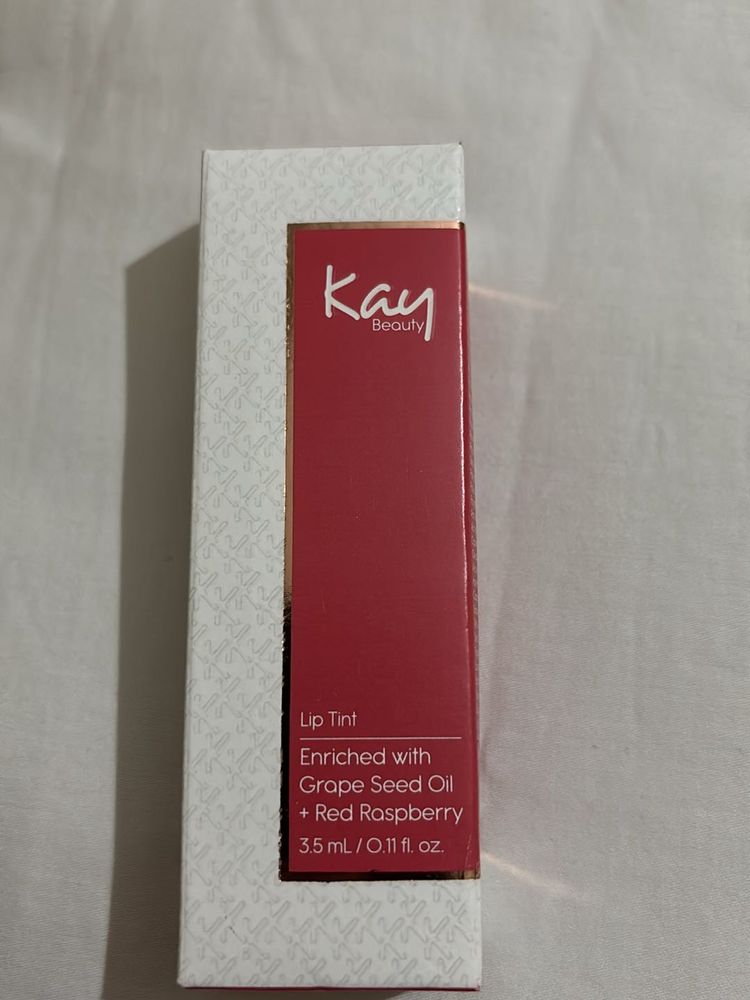 Kay
Beauty
Lip Tint
Enriched with
Grape Seed Oil
+ Red Raspberry
3.5 mL / 0.11 fl. oz.